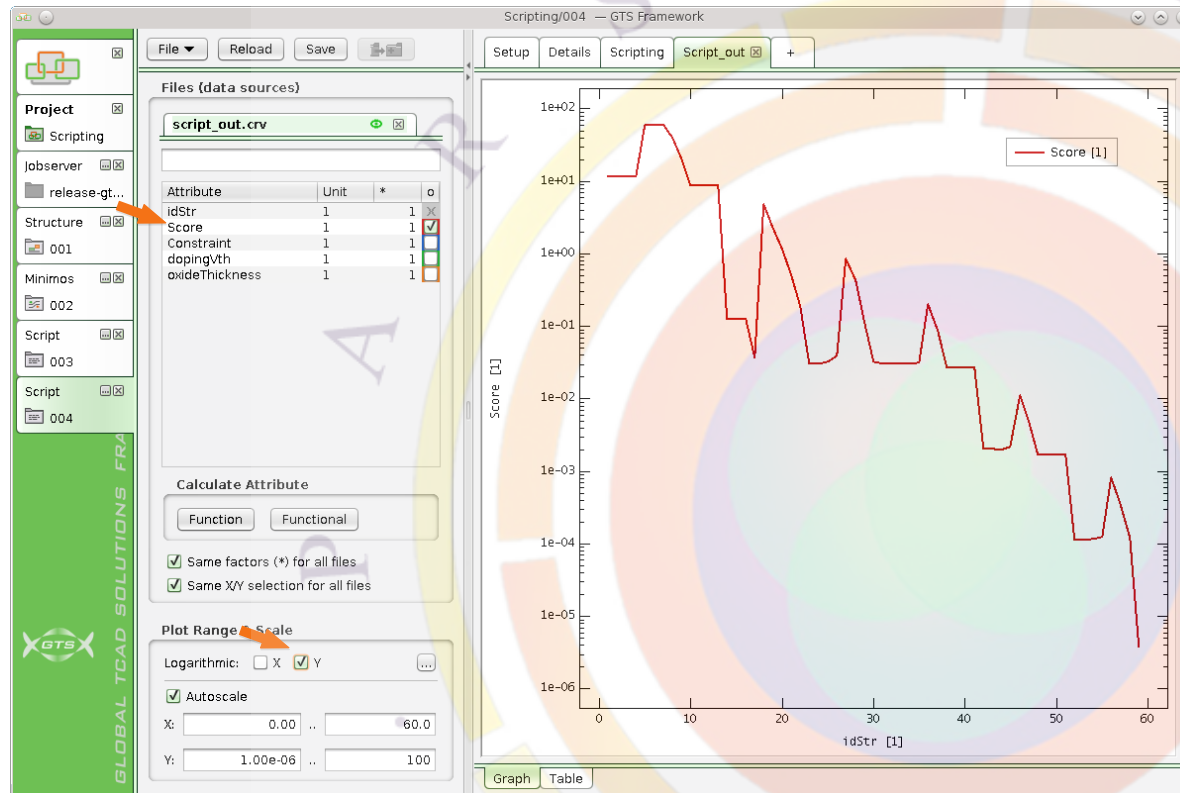 Scripting/004 — GTS Framework
Project
Scripting
Jobserver
release-gt...
Structure
001
Minimos
002
Script
003
Script
004
GLOBAL TCAD SOLUTIONS FRA
GTS
File
Reload
Save
Files (data sources)
script_out.crv
Attribute Unit * o
idStr 1 1 X
Score 1 1
Constraint 1 1
dopingVth 1 1
oxideThickness 1 1
Calculate Attribute
Function Functional
Same factors (*) for all files
Same X/Y selection for all files
Plot Range & Scale
Logarithmic: X Y ...
Autoscale
X: 0.00 .. 60.0
Y: 1.00e-06 .. 100
Setup Details Scripting Script_out +
1e+02
1e+01
1e+00
1e-01
1e-02
1e-03
1e-04
1e-05
1e-06
Score [1]
Score [1]
0 10 20 30 40 50 60
idStr [1]
Graph Table
P A R S